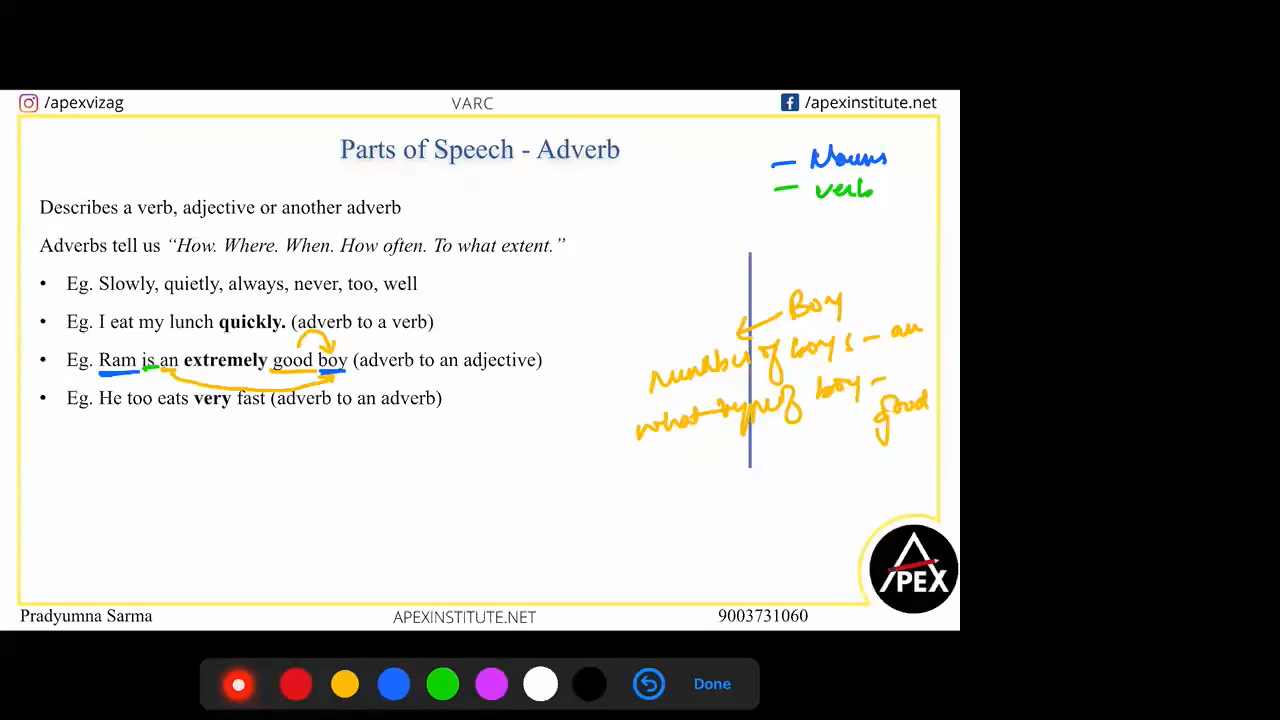 /apexvizag
VARC
/apexinstitute.net
Parts of Speech - Adverb
— Nouns
— verb
Describes a verb, adjective or another adverb
Adverbs tell us “How. Where. When. How often. To what extent.”
• Eg. Slowly, quietly, always, never, too, well
• Eg. I eat my lunch quickly. (adverb to a verb)
• Eg. Ram is an extremely good boy (adverb to an adjective)
• Eg. He too eats very fast (adverb to an adverb)
Boy
number of boys - an
what type of boy -
good
APEX
Pradyumna Sarma
APEXINSTITUTE.NET
9003731060
Done